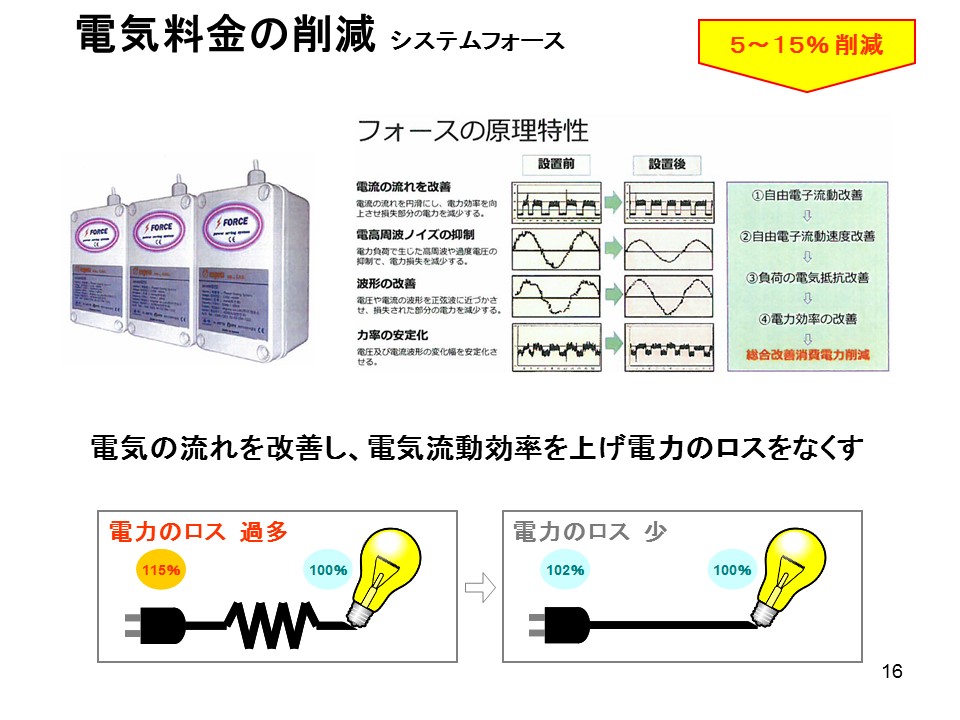 電気料金の削減 システムフォース
5～15％削減
フォースの原理特性
設置前
設置後
電流の流れを改善
電流の流れを円滑にし、電力効率を向
上させ損失部分の電力を減少する。
電高周波ノイズの抑制
電力負荷で生じた高周波や過度電圧の
抑制で、電力損失を減少する。
波形の改善
電圧や電流の波形を正弦波に近づかさ
せ、損失された部分の電力を減少する。
力率の安定化
電圧及び電流波形の変化幅を安定化さ
せる。
①自由電子流動改善
②自由電子流動速度改善
③負荷の電気抵抗改善
④電力効率の改善
総合改善消費電力削減
FORCE
FORCE
FORCE
power saving system
電気の流れを改善し、電気流動効率を上げ電力のロスをなくす
電力のロス 過多
115%
100%
電力のロス 少
102%
100%
16